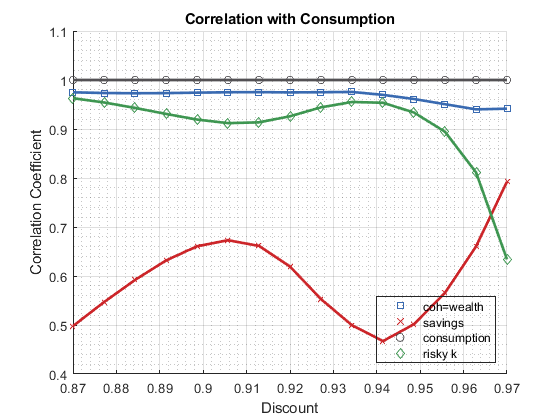 Correlation with Consumption
1.1
1
0.9
0.8
0.7
0.6
0.5
0.4
Correlation Coefficient
coh=wealth
savings
consumption
risky k
0.87 0.88 0.89 0.9 0.91 0.92 0.93 0.94 0.95 0.96 0.97
Discount